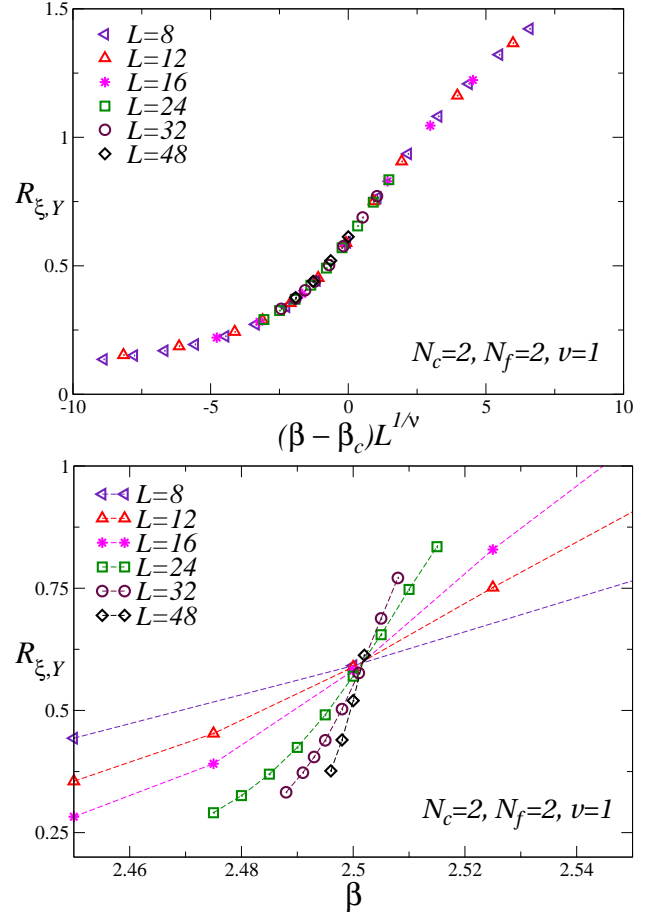 1.5
1
0.5
0
R_{ξ,Y}
L=8
L=12
L=16
L=24
L=32
L=48
N_c=2, N_f=2, v=1
-10 -5 0 5 10
(β − β_c)L^{1/ν}
1
0.75
0.5
0.25
R_{ξ,Y}
L=8
L=12
L=16
L=24
L=32
L=48
N_c=2, N_f=2, v=1
2.46 2.48 2.5 2.52 2.54
β